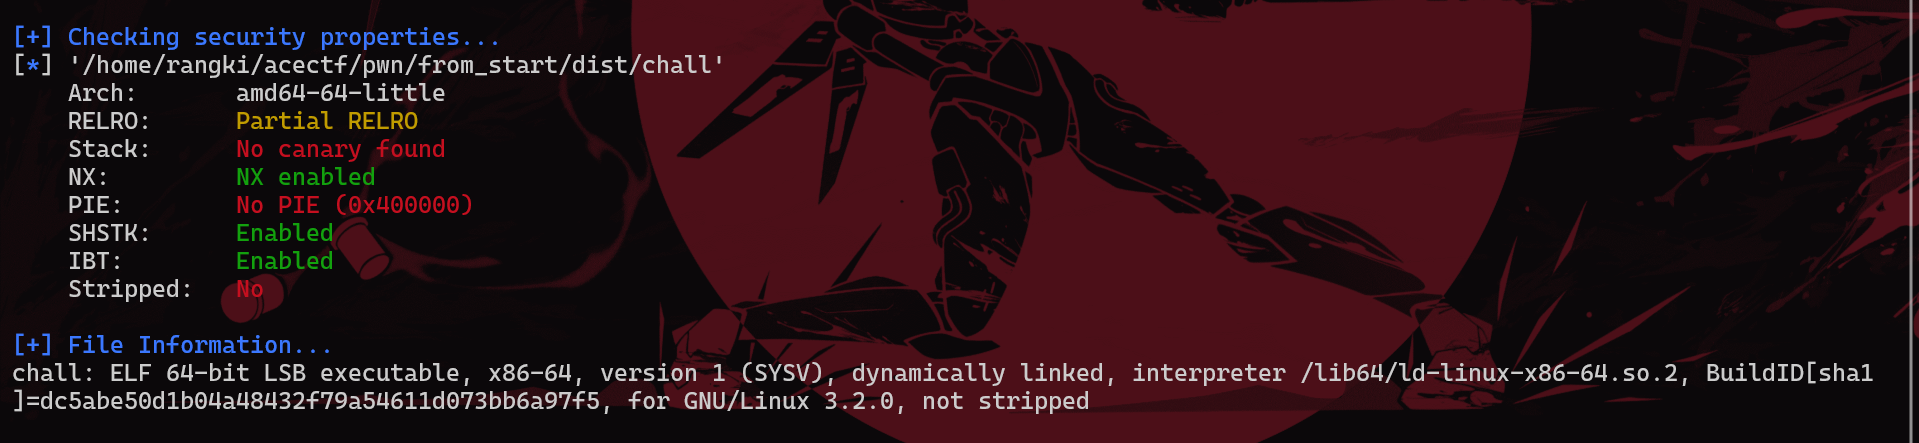 [+] Checking security properties...
[*] '/home/rangki/acectf/pwn/from_start/dist/chall'
Arch: amd64-64-little
RELRO: Partial RELRO
Stack: No canary found
NX: NX enabled
PIE: No PIE (0x400000)
SHSTK: Enabled
IBT: Enabled
Stripped: No
[+] File Information...
chall: ELF 64-bit LSB executable, x86-64, version 1 (SYSV), dynamically linked, interpreter /lib64/ld-linux-x86-64.so.2, BuildID[sha1
]=dc5abe50d1b04a48432f79a54611d073bb6a97f5, for GNU/Linux 3.2.0, not stripped